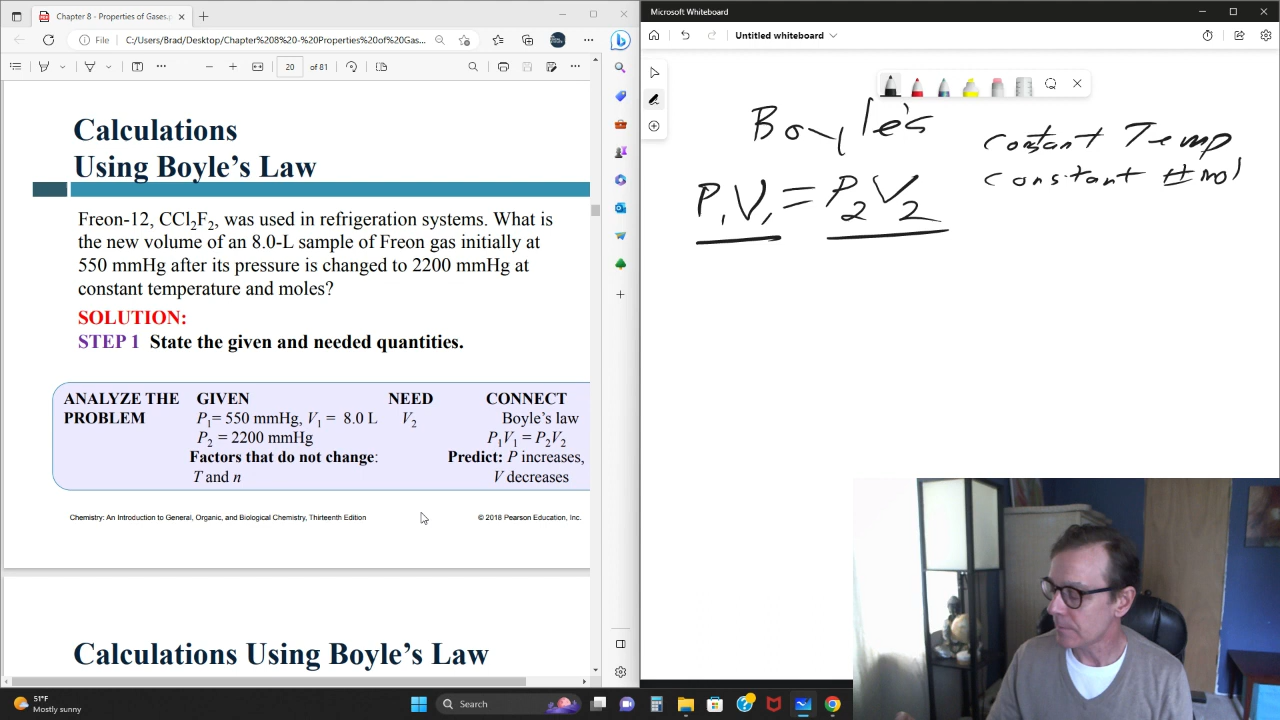 Chapter 8 - Properties of Gases.p
File C:/Users/Brad/Desktop/Chapter%208%20-%20Properties%20of%20Gas...
20 of 81
Calculations
Using Boyle's Law
Freon-12, CCl2F2, was used in refrigeration systems. What is
the new volume of an 8.0-L sample of Freon gas initially at
550 mmHg after its pressure is changed to 2200 mmHg at
constant temperature and moles?
SOLUTION:
STEP 1 State the given and needed quantities.
ANALYZE THE GIVEN NEED CONNECT
PROBLEM P1= 550 mmHg, V1 = 8.0 L V2 Boyle's law
P2 = 2200 mmHg P1V1 = P2V2
Factors that do not change: Predict: P increases,
T and n V decreases
Chemistry: An Introduction to General, Organic, and Biological Chemistry, Thirteenth Edition © 2018 Pearson Education, Inc.
Calculations Using Boyle's Law
Microsoft Whiteboard
Untitled whiteboard
Boyle's
constant Temp
constant #mol
P1V1 = P2V2
51°F
Mostly sunny
Search